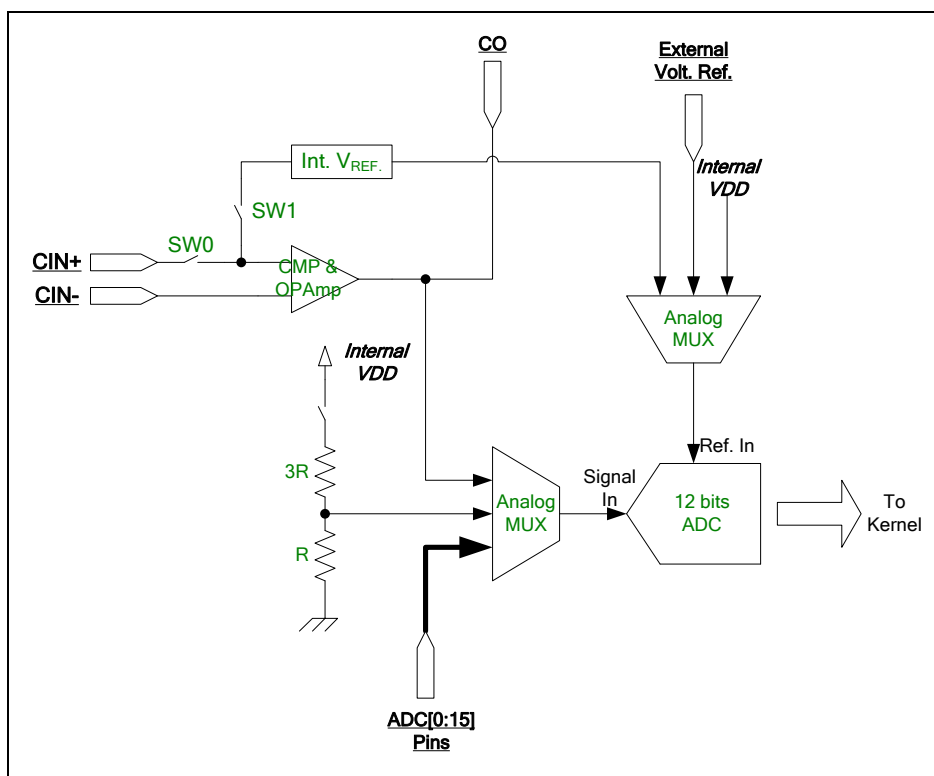 CO
External
Volt. Ref.
Int. VREF.
Internal
VDD
SW1
SW0
CIN+
CIN-
CMP &
OPAmp
Analog
MUX
Internal
VDD
Ref. In
3R
R
Analog
MUX
Signal
In
12 bits
ADC
To
Kernel
ADC[0:15]
Pins